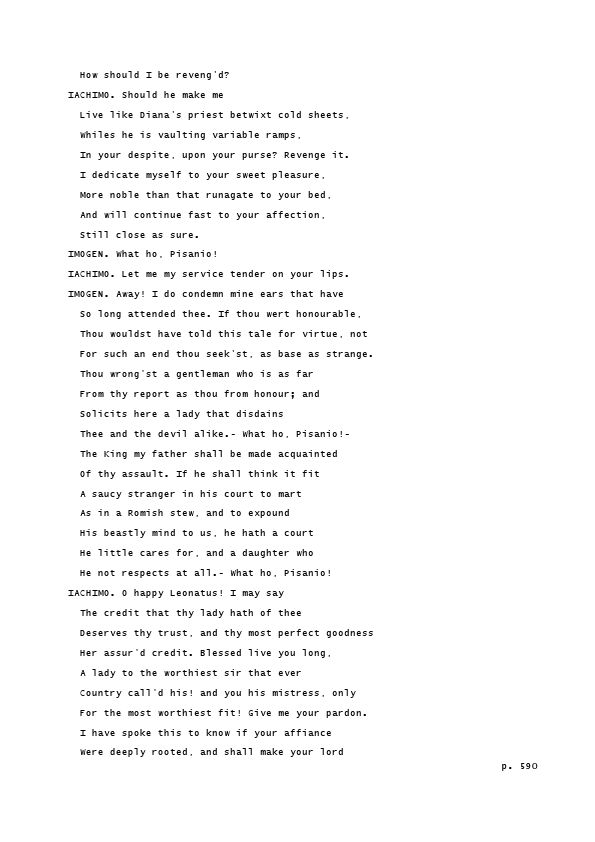 How should I be reveng'd?
IACHIMO. Should he make me
Live like Diana's priest betwixt cold sheets,
Whiles he is vaulting variable ramps,
In your despite, upon your purse? Revenge it.
I dedicate myself to your sweet pleasure,
More noble than that runagate to your bed,
And will continue fast to your affection,
Still close as sure.
IMOGEN. What ho, Pisanio!
IACHIMO. Let me my service tender on your lips.
IMOGEN. Away! I do condemn mine ears that have
So long attended thee. If thou wert honourable,
Thou wouldst have told this tale for virtue, not
For such an end thou seek'st, as base as strange.
Thou wrong'st a gentleman who is as far
From thy report as thou from honour; and
Solicits here a lady that disdains
Thee and the devil alike.- What ho, Pisanio!-
The King my father shall be made acquainted
Of thy assault. If he shall think it fit
A saucy stranger in his court to mart
As in a Romish stew, and to expound
His beastly mind to us, he hath a court
He little cares for, and a daughter who
He not respects at all.- What ho, Pisanio!
IACHIMO. O happy Leonatus! I may say
The credit that thy lady hath of thee
Deserves thy trust, and thy most perfect goodness
Her assur'd credit. Blessed live you long,
A lady to the worthiest sir that ever
Country call'd his! and you his mistress, only
For the most worthiest fit! Give me your pardon.
I have spoke this to know if your affiance
Were deeply rooted, and shall make your lord
p. 590